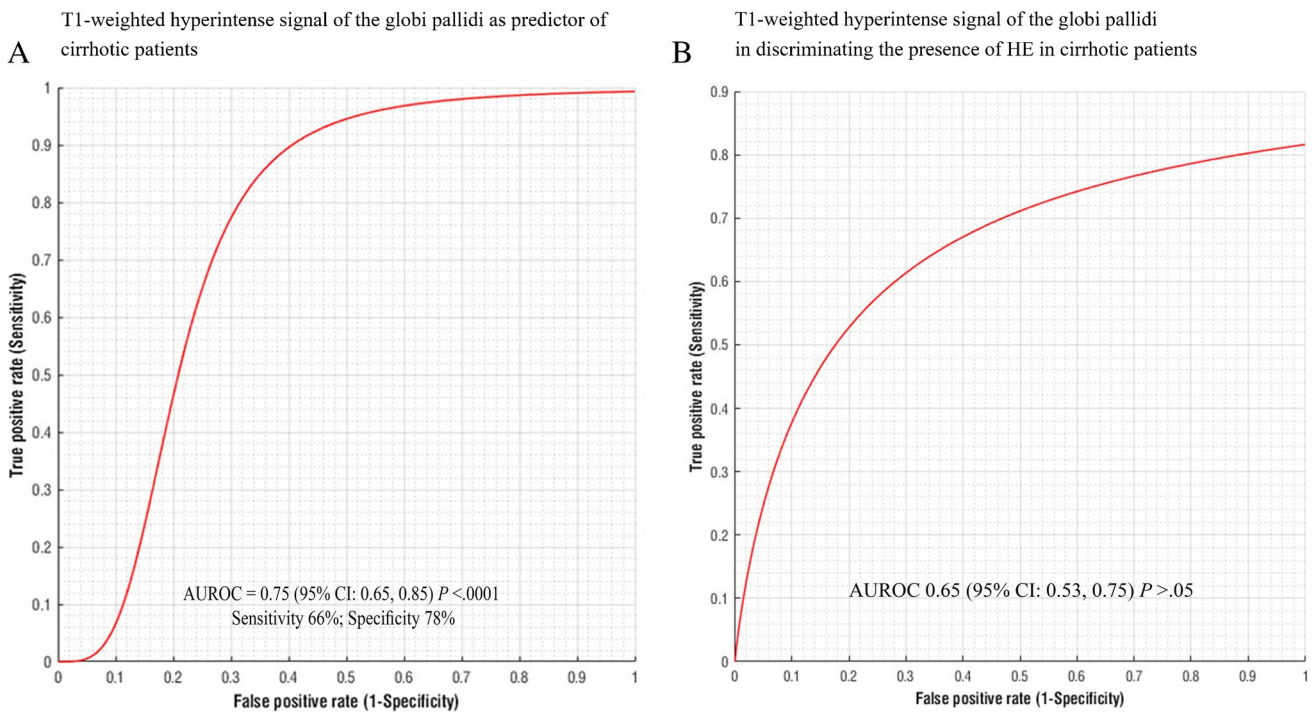 T1-weighted hyperintense signal of the globi pallidi as predictor of
cirrhotic patients
A
1
0.9
0.8
0.7
0.6
0.5
0.4
0.3
0.2
0.1
0
True positive rate (Sensitivity)
AUROC = 0.75 (95% CI: 0.65, 0.85) P <.0001
Sensitivity 66%; Specificity 78%
0 0.1 0.2 0.3 0.4 0.5 0.6 0.7 0.8 0.9 1
False positive rate (1-Specificity)
T1-weighted hyperintense signal of the globi pallidi
in discriminating the presence of HE in cirrhotic patients
B
0.9
0.8
0.7
0.6
0.5
0.4
0.3
0.2
0.1
0
True positive rate (Sensitivity)
AUROC 0.65 (95% CI: 0.53, 0.75) P >.05
0 0.1 0.2 0.3 0.4 0.5 0.6 0.7 0.8 0.9 1
False positive rate (1-Specificity)